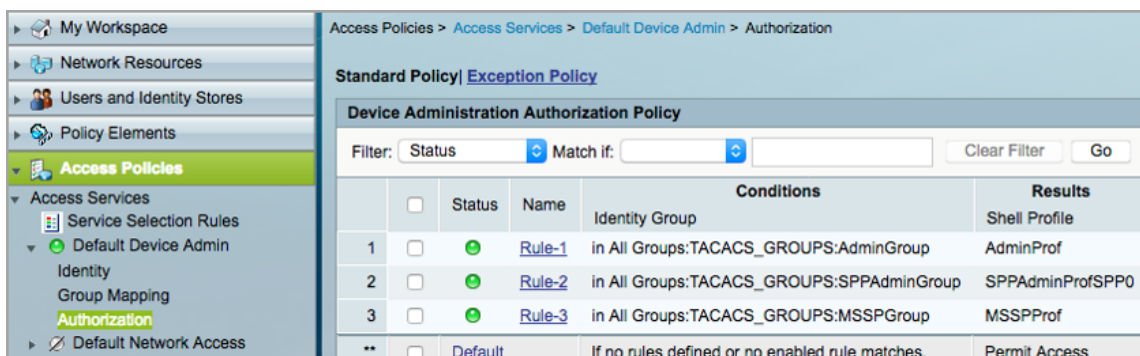 My Workspace
Network Resources
Users and Identity Stores
Policy Elements
Access Policies
Access Services
Service Selection Rules
Default Device Admin
Identity
Group Mapping
Authorization
Default Network Access
Access Policies > Access Services > Default Device Admin > Authorization
Standard Policy| Exception Policy
Device Administration Authorization Policy
Filter: Status Match if: Clear Filter Go
Conditions Results
Status Name Identity Group Shell Profile
1 Rule-1 in All Groups:TACACS_GROUPS:AdminGroup AdminProf
2 Rule-2 in All Groups:TACACS_GROUPS:SPPAdminGroup SPPAdminProfSPP0
3 Rule-3 in All Groups:TACACS_GROUPS:MSSPGroup MSSPProf
** Default If no rules defined or no enabled rule matches. Permit Access